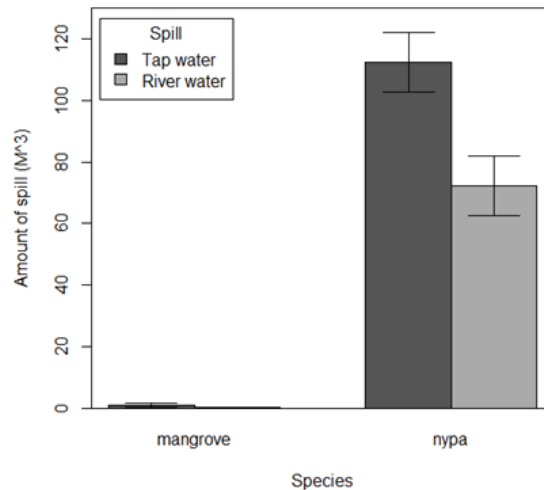 Spill
Tap water
River water
Amount of spill (M^3)
120
100
80
60
40
20
0
mangrove
nypa
Species